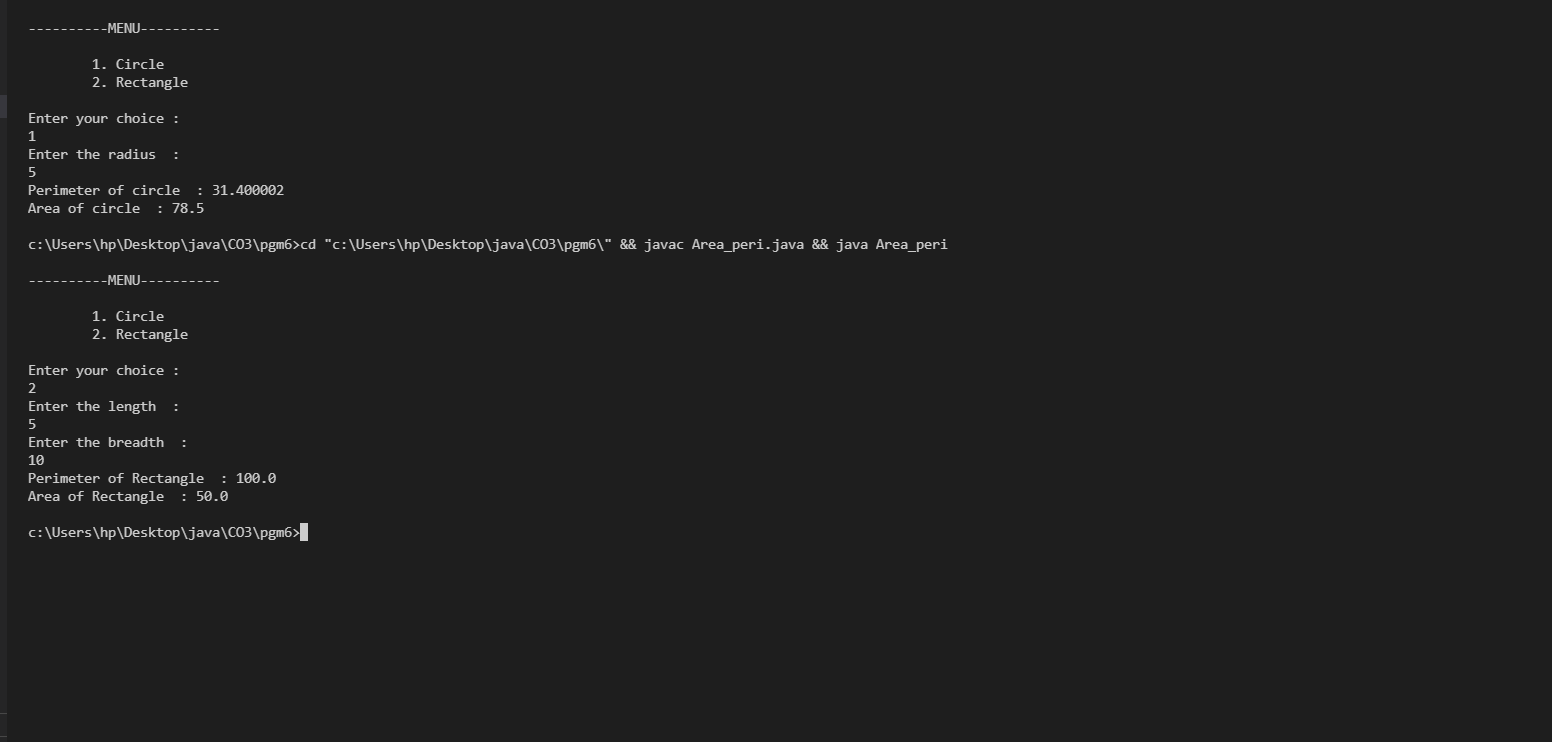 ----------MENU----------
1. Circle
2. Rectangle
Enter your choice :
1
Enter the radius  :
5
Perimeter of circle  : 31.400002
Area of circle  : 78.5
c:\Users\hp\Desktop\java\CO3\pgm6>cd "c:\Users\hp\Desktop\java\CO3\pgm6\" && javac Area_peri.java && java Area_peri
----------MENU----------
1. Circle
2. Rectangle
Enter your choice :
2
Enter the length  :
5
Enter the breadth  :
10
Perimeter of Rectangle  : 100.0
Area of Rectangle  : 50.0
c:\Users\hp\Desktop\java\CO3\pgm6>